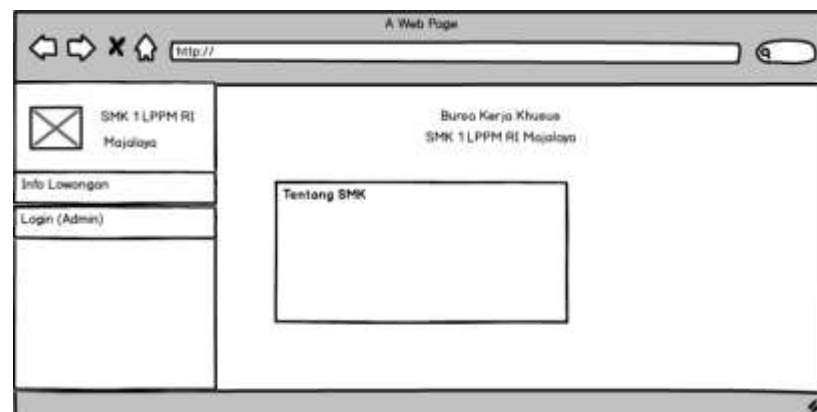 A Web Page
http://
SMK 1 LPPM RI
Majalaya
Bursa Kerja Khusus
SMK 1 LPPM RI Majalaya
Info Lowongan
Tentang SMK
Login (Admin)